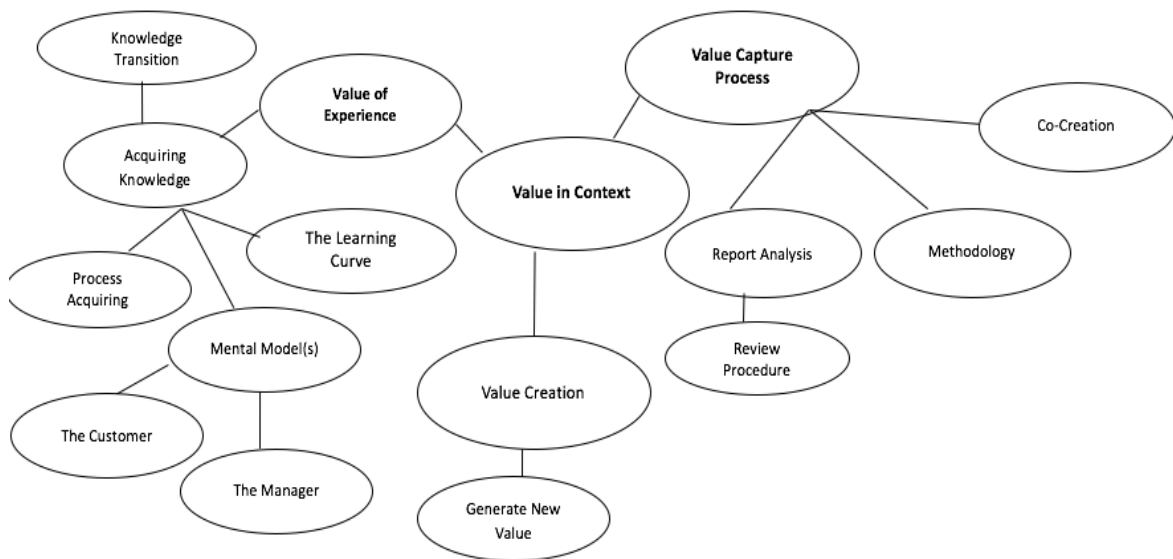 Knowledge
Transition
Value Capture
Process
Value of
Experience
Co-Creation
Acquiring
Knowledge
Value in Context
The Learning
Curve
Report Analysis
Methodology
Process
Acquiring
Mental Model(s)
Review
Procedure
Value Creation
The Customer
The Manager
Generate New
Value